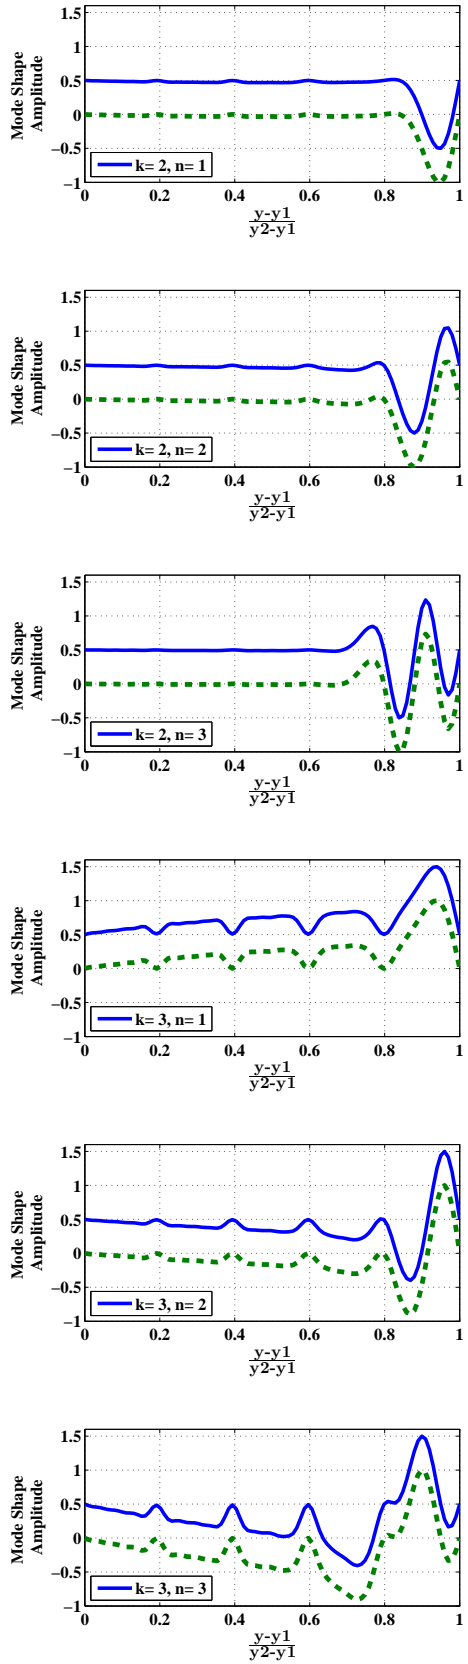 Mode Shape
Amplitude
1.5
1
0.5
0
−0.5
−1
k= 2, n= 1
0 0.2 0.4 0.6 0.8 1
y-y1
y2-y1
Mode Shape
Amplitude
1.5
1
0.5
0
−0.5
−1
k= 2, n= 2
0 0.2 0.4 0.6 0.8 1
y-y1
y2-y1
Mode Shape
Amplitude
1.5
1
0.5
0
−0.5
−1
k= 2, n= 3
0 0.2 0.4 0.6 0.8 1
y-y1
y2-y1
Mode Shape
Amplitude
1.5
1
0.5
0
−0.5
−1
k= 3, n= 1
0 0.2 0.4 0.6 0.8 1
y-y1
y2-y1
Mode Shape
Amplitude
1.5
1
0.5
0
−0.5
−1
k= 3, n= 2
0 0.2 0.4 0.6 0.8 1
y-y1
y2-y1
Mode Shape
Amplitude
1.5
1
0.5
0
−0.5
−1
k= 3, n= 3
0 0.2 0.4 0.6 0.8 1
y-y1
y2-y1